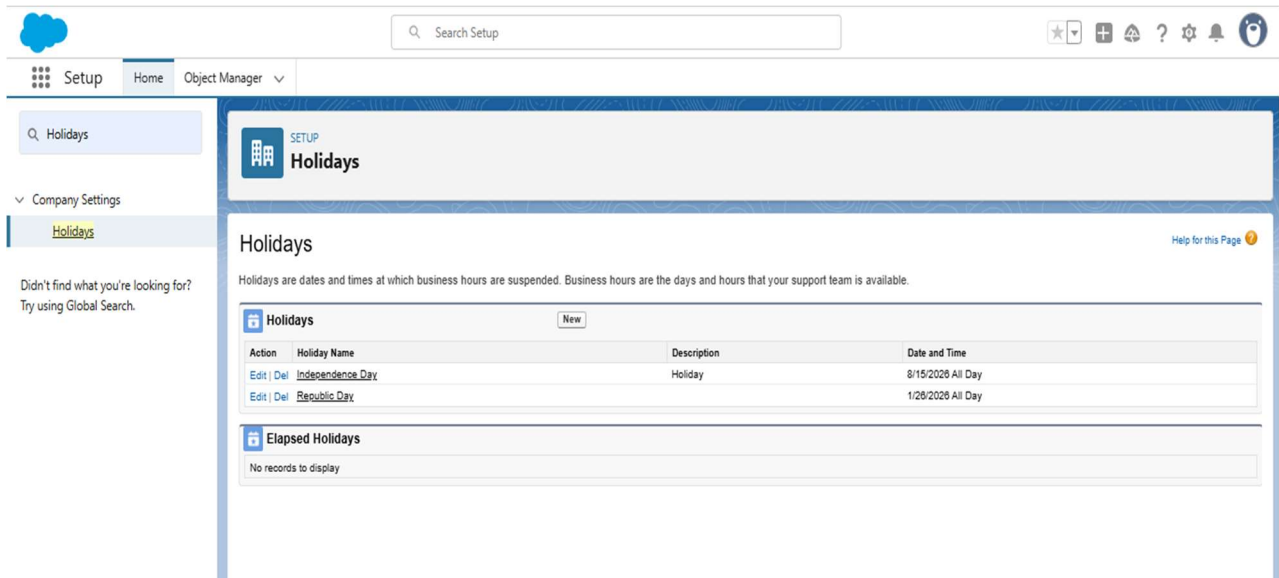 Search Setup
Setup Home Object Manager
Holidays
Company Settings
Holidays
Didn't find what you're looking for?
Try using Global Search.
SETUP
Holidays
Holidays
Help for this Page
Holidays are dates and times at which business hours are suspended. Business hours are the days and hours that your support team is available.
Holidays New
Action Holiday Name Description Date and Time
Edit | Del Independence Day Holiday 8/15/2026 All Day
Edit | Del Republic Day 1/26/2026 All Day
Elapsed Holidays
No records to display